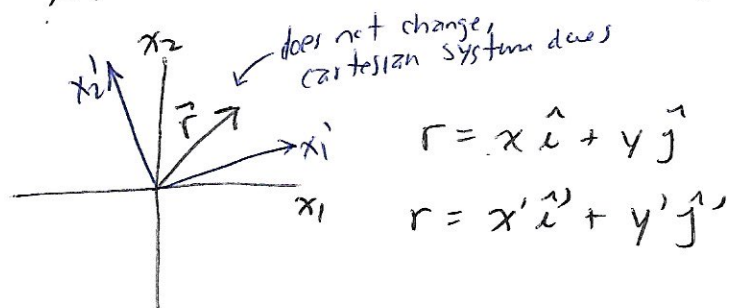 does not change,
cartesian system does
x₂
x₂'
r⃗
x₁'
x₁
r = x î + y ĵ
r = x' î' + y' ĵ'